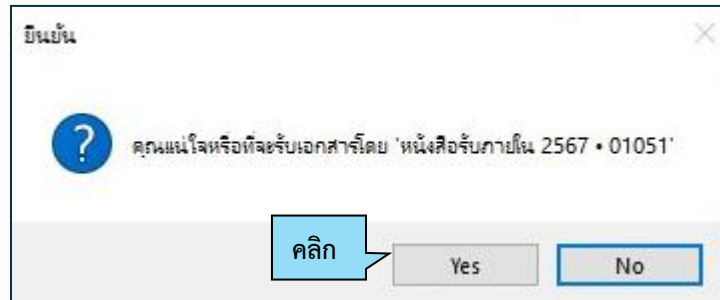 ยืนยัน
คุณแน่ใจหรือที่จะรับเอกสารโดย 'หนังสือรับภายใน 2567 • 01051'
คลิก
Yes No